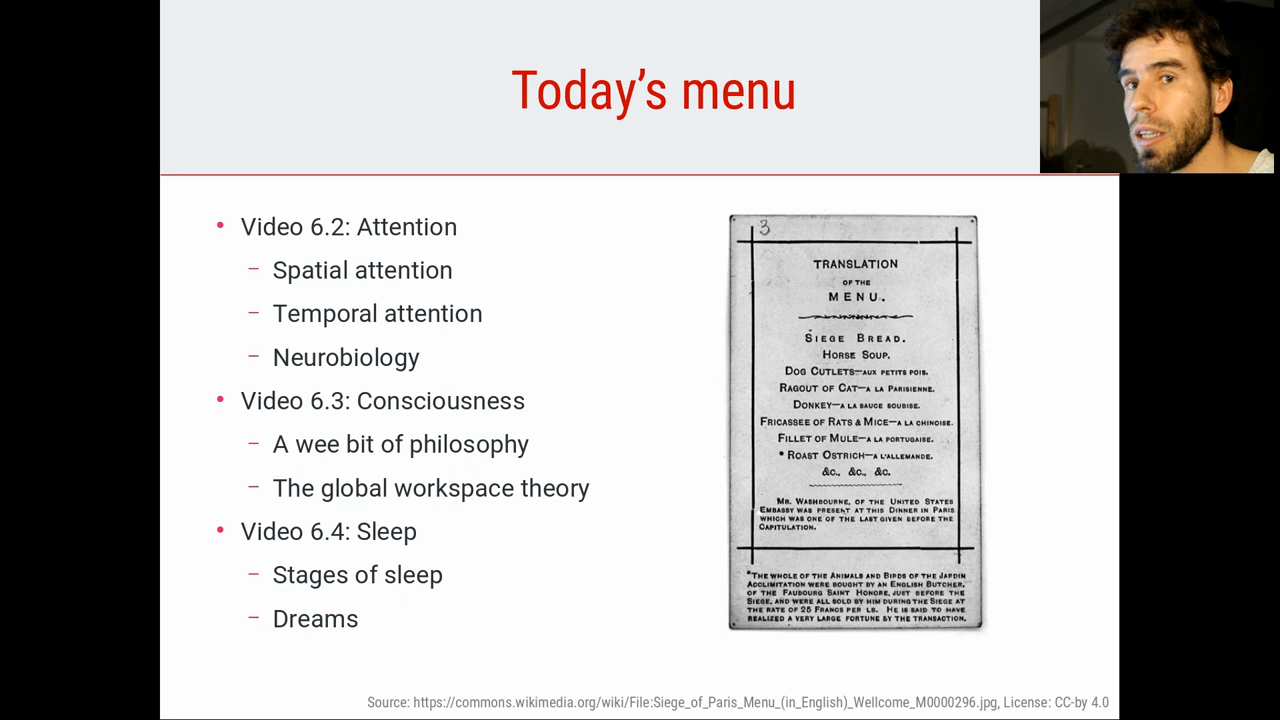 Today's menu
• Video 6.2: Attention
– Spatial attention
– Temporal attention
– Neurobiology
• Video 6.3: Consciousness
– A wee bit of philosophy
– The global workspace theory
• Video 6.4: Sleep
– Stages of sleep
– Dreams
3
TRANSLATION
OF THE
MENU.
SIEGE BREAD.
HORSE SOUP.
DOG CUTLETS—AUX PETITS POIS.
RAGOUT OF CAT—A LA PARISIENNE.
DONKEY—A LA SAUCE SOUBISE.
FRICASSEE OF RATS & MICE—A LA CHINOISE.
FILLET OF MULE—A LA PORTUGAISE.
* ROAST OSTRICH—A L'ALLEMANDE.
&c., &c., &c.
MR. WASHBOURNE, OF THE UNITED STATES
EMBASSY WAS PRESENT AT THIS DINNER IN PARIS
WHICH WAS ONE OF THE LAST GIVEN BEFORE THE
CAPITULATION.
*THE WHOLE OF THE ANIMALS AND BIRDS OF THE JARDIN
ACCLIMITATION WERE BOUGHT BY AN ENGLISH BUTCHER,
OF THE FAUBOURG SAINT HONORE, JUST BEFORE THE
SIEGE, AND WERE ALL SOLD BY HIM DURING THE SIEGE AT
THE RATE OF 25 FRANCS PER LB. HE IS SAID TO HAVE
REALIZED A VERY LARGE FORTUNE BY THE TRANSACTION.
Source: https://commons.wikimedia.org/wiki/File:Siege_of_Paris_Menu_(in_English)_Wellcome_M0000296.jpg, License: CC-by 4.0